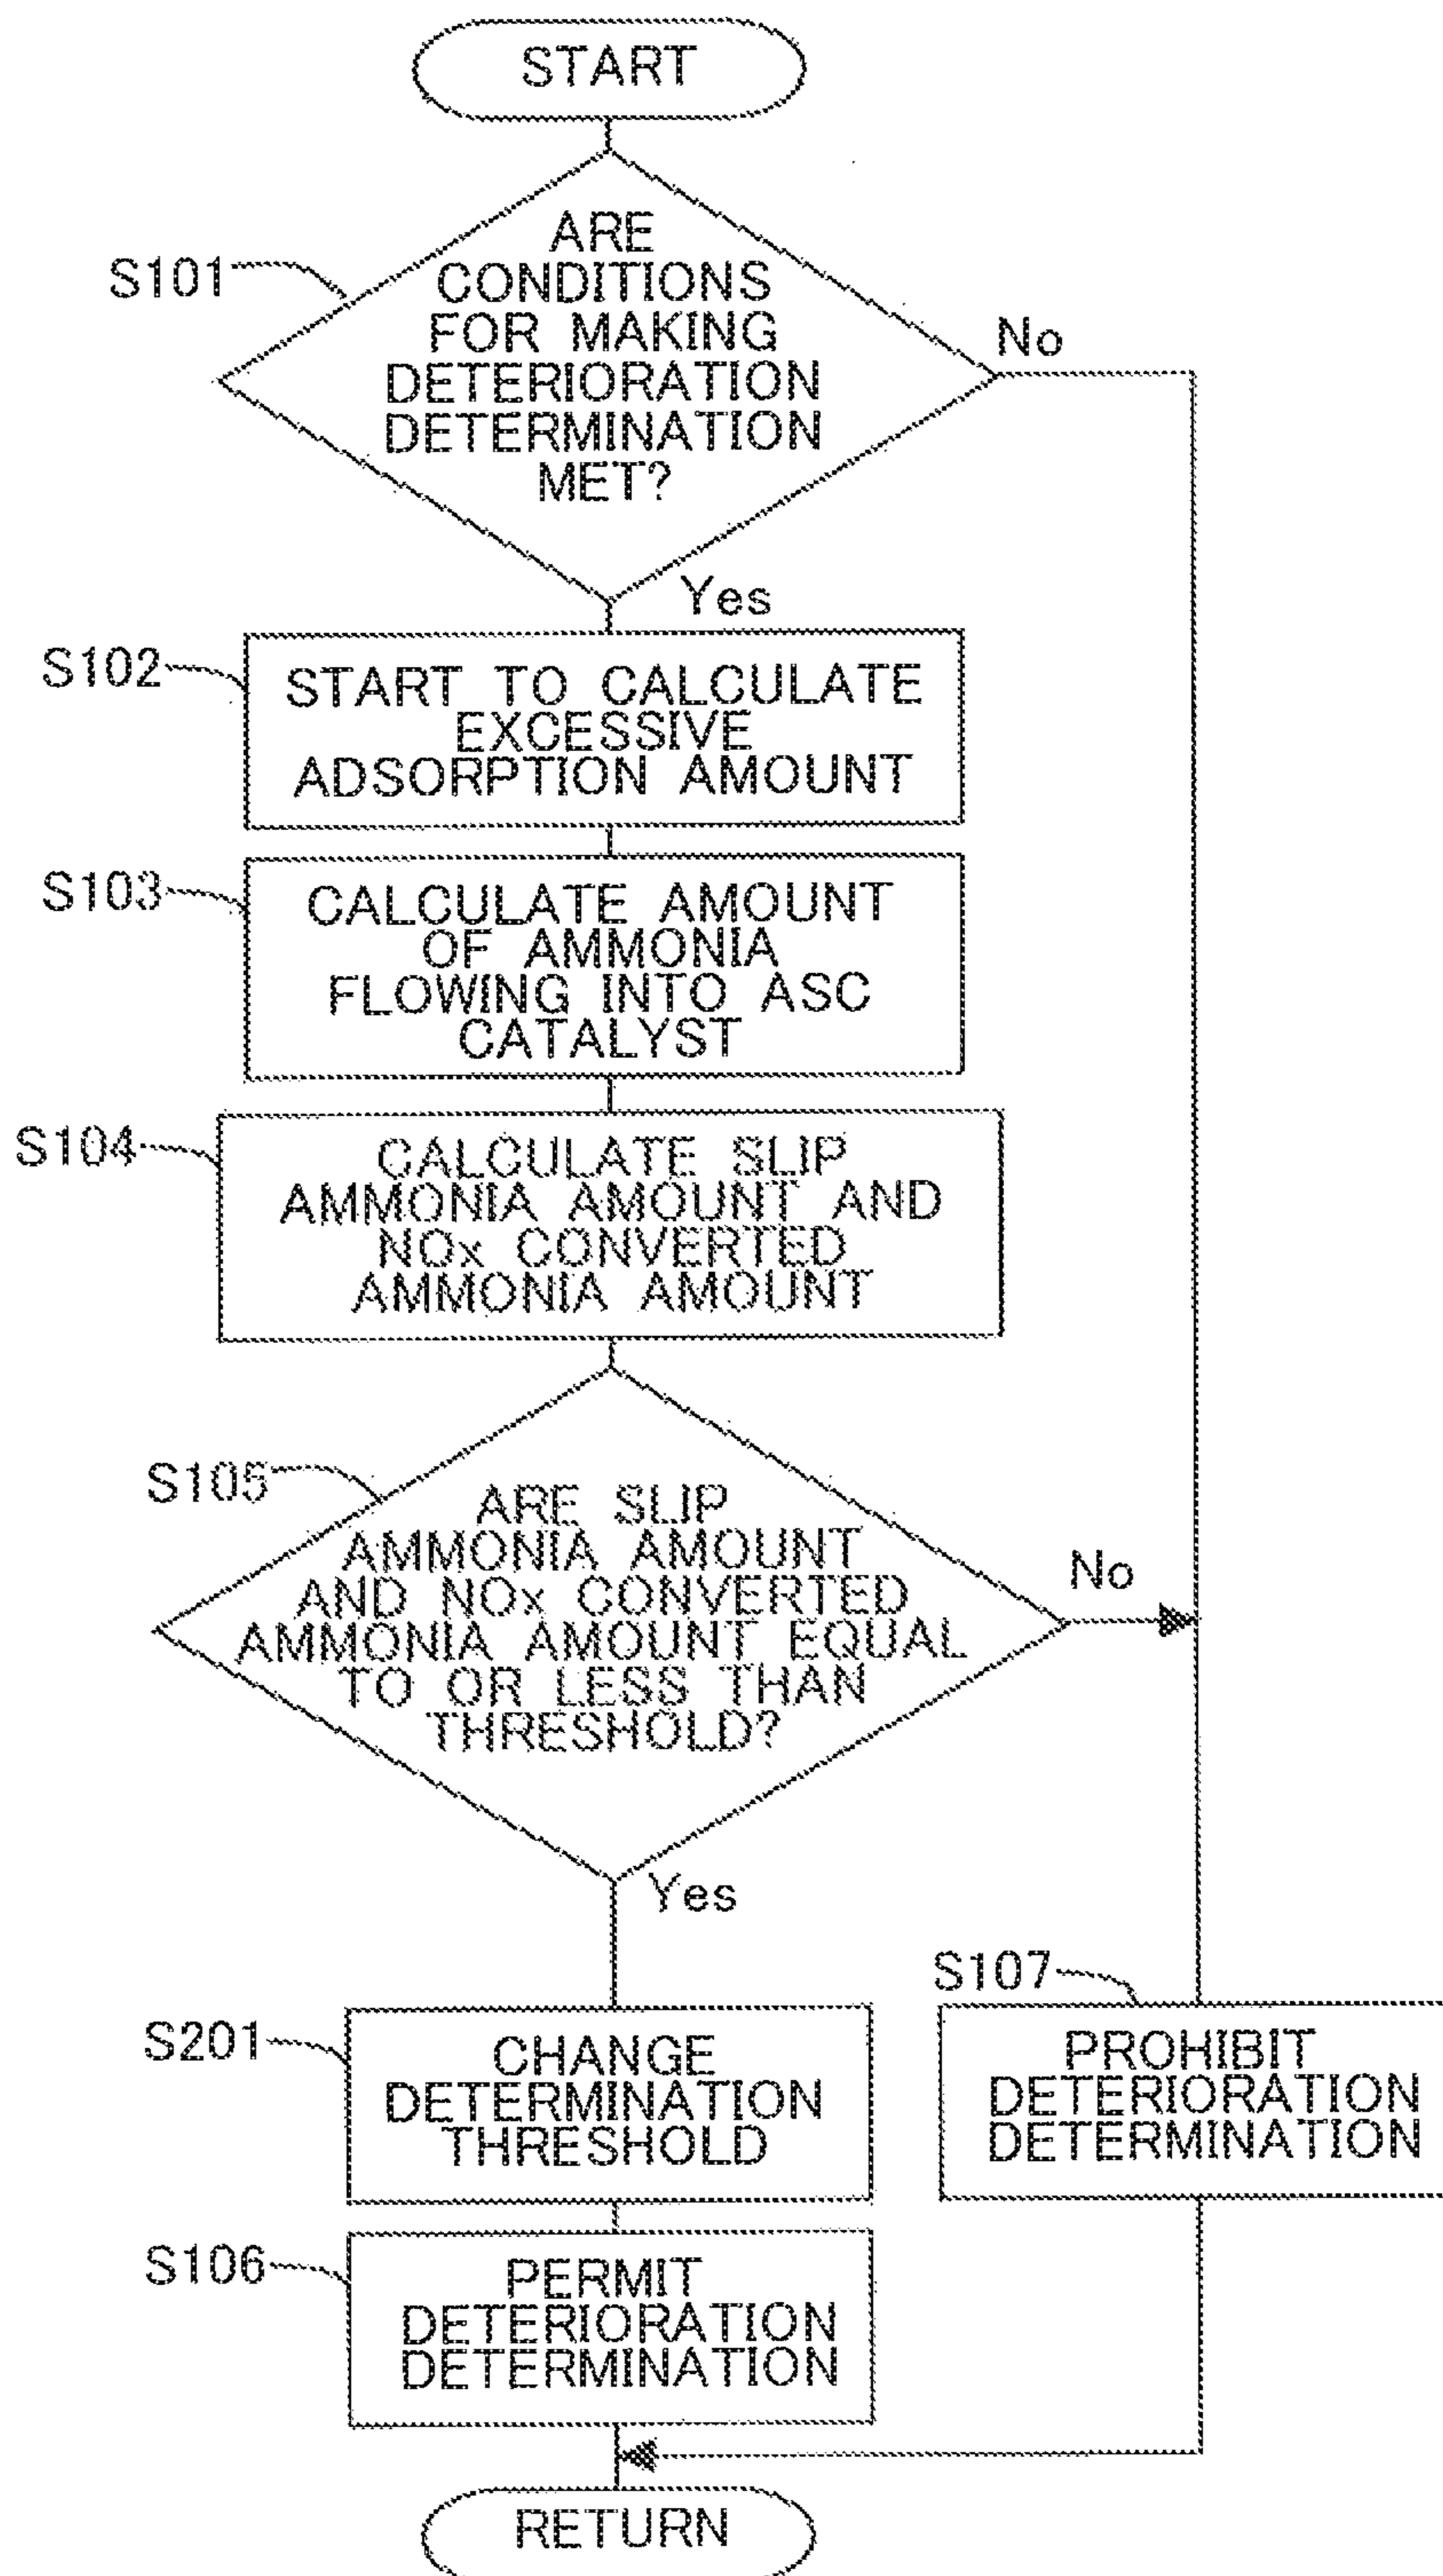 START
S101
ARE
CONDITIONS
FOR MAKING
DETERIORATION
DETERMINATION
MET?
No
Yes
S102
START TO CALCULATE
EXCESSIVE
ADSORPTION AMOUNT
S103
CALCULATE AMOUNT
OF AMMONIA
FLOWING INTO ASC
CATALYST
S104
CALCULATE SLIP
AMMONIA AMOUNT AND
NOx CONVERTED
AMMONIA AMOUNT
S105
ARE SLIP
AMMONIA AMOUNT
AND NOx CONVERTED
AMMONIA AMOUNT EQUAL
TO OR LESS THAN
THRESHOLD?
No
Yes
S201
CHANGE
DETERMINATION
THRESHOLD
S107
PROHIBIT
DETERIORATION
DETERMINATION
S106
PERMIT
DETERIORATION
DETERMINATION
RETURN